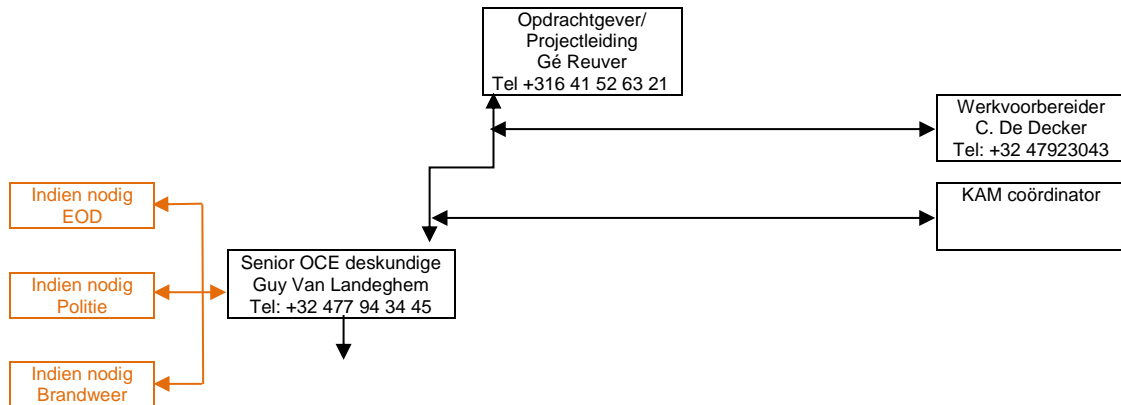 Opdrachtgever/
Projectleiding
Gé Reuver
Tel +316 41 52 63 21
Werkvoorbereider
C. De Decker
Tel: +32 47923043
Indien nodig
EOD
KAM coördinator
Senior OCE deskundige
Guy Van Landeghem
Tel: +32 477 94 34 45
Indien nodig
Politie
Indien nodig
Brandweer